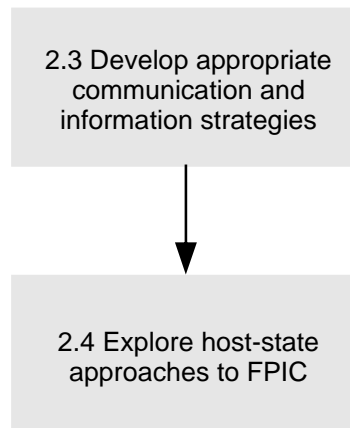 2.3 Develop appropriate
communication and
information strategies
2.4 Explore host-state
approaches to FPIC